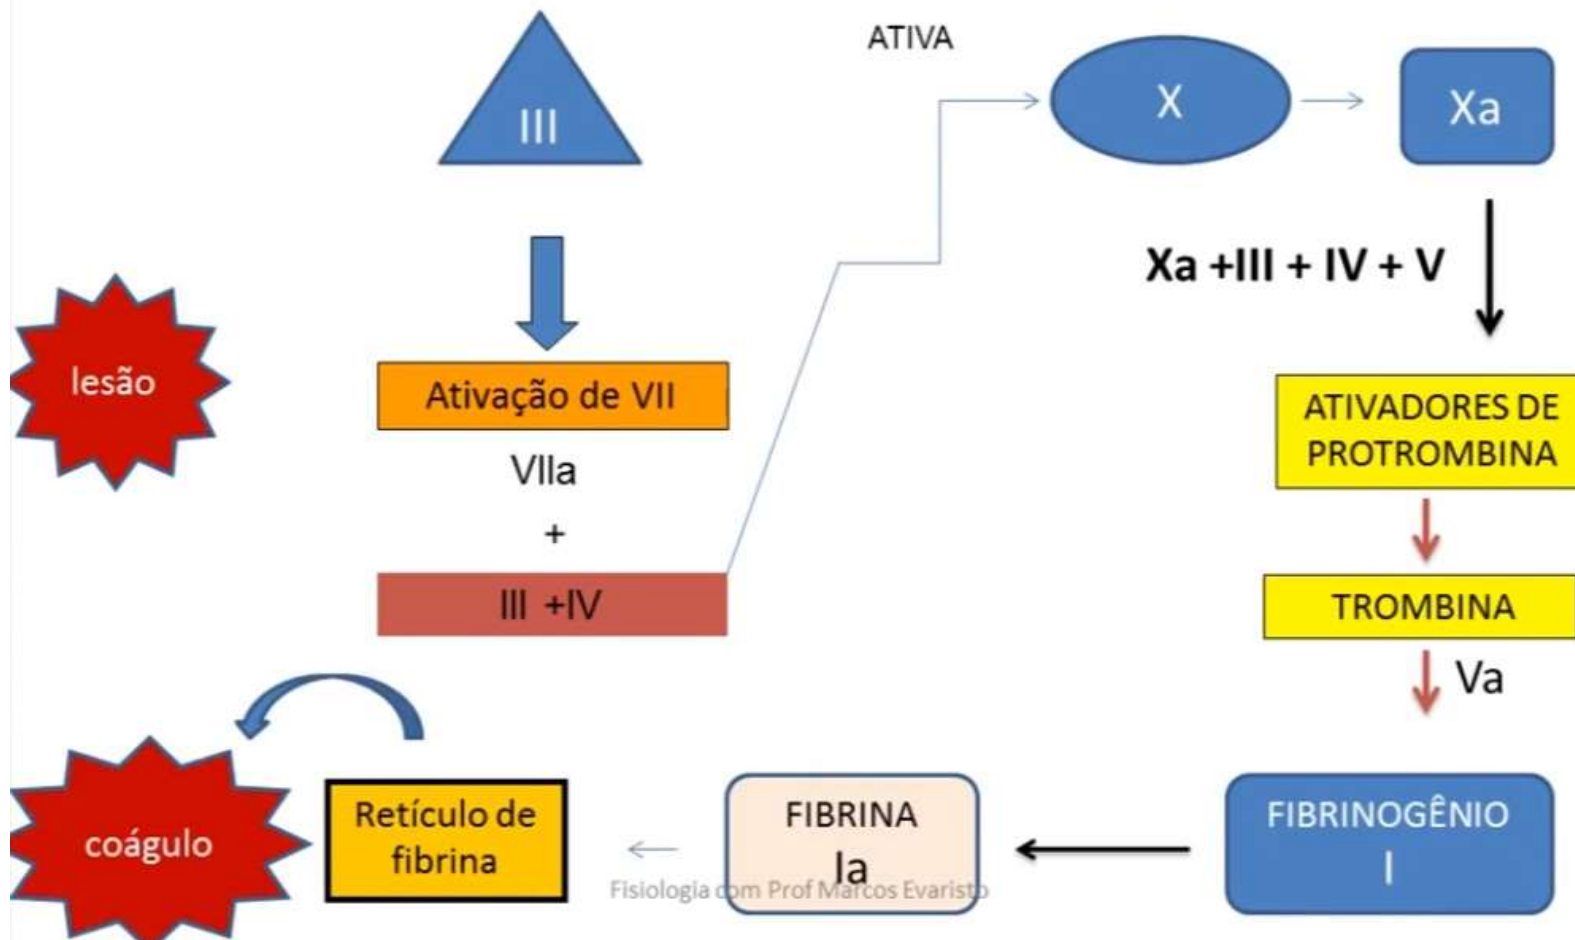 III
lesão
Ativação de VII
VIIa
+
III +IV
ATIVA
X
Xa
Xa +III + IV + V
ATIVADORES DE
PROTROMBINA
TROMBINA
Va
FIBRINOGÊNIO
I
FIBRINA
Ia
Retículo de
fibrina
coágulo
Fisiologia com Prof Marcos Evaristo